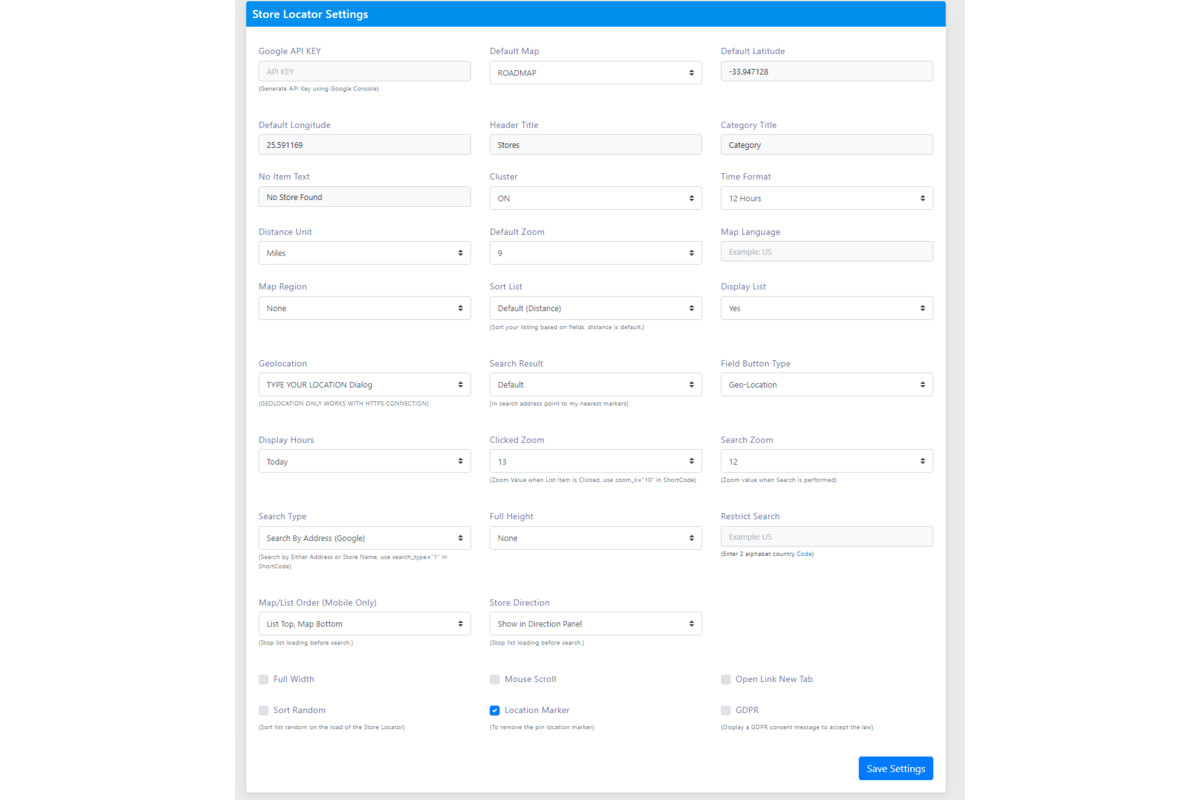 Store Locator Settings
Google API KEY
Default Map
Default Latitude
API KEY
ROADMAP
-33.947128
(Generate API Key using Google Console)
Default Longitude
Header Title
Category Title
25.591169
Stores
Category
No Item Text
Cluster
Time Format
No Store Found
ON
12 Hours
Distance Unit
Default Zoom
Map Language
Miles
9
Example: US
Map Region
Sort List
Display List
None
Default (Distance)
Yes
(Sort your listing based on fields, distance is default.)
Geolocation
Search Result
Field Button Type
TYPE YOUR LOCATION Dialog
Default
Geo-Location
(GEOLOCATION ONLY WORKS WITH HTTPS CONNECTION)
(In search address point to my nearest markers)
Display Hours
Clicked Zoom
Search Zoom
Today
13
12
(Zoom Value when List Item is Clicked, use zoom_li="10" in ShortCode)
(Zoom value when Search is performed)
Search Type
Full Height
Restrict Search
Search By Address (Google)
None
Example: US
(Search by Either Address or Store Name, use search_type="1" in
ShortCode)
(Enter 2 alphabet country Code)
Map/List Order (Mobile Only)
Store Direction
List Top, Map Bottom
Show in Direction Panel
(Stop list loading before search.)
(Stop list loading before search.)
Full Width
Mouse Scroll
Open Link New Tab
Sort Random
Location Marker
GDPR
(Sort list random on the load of the Store Locator)
(To remove the pin location marker)
(Display a GDPR consent message to accept the law)
Save Settings